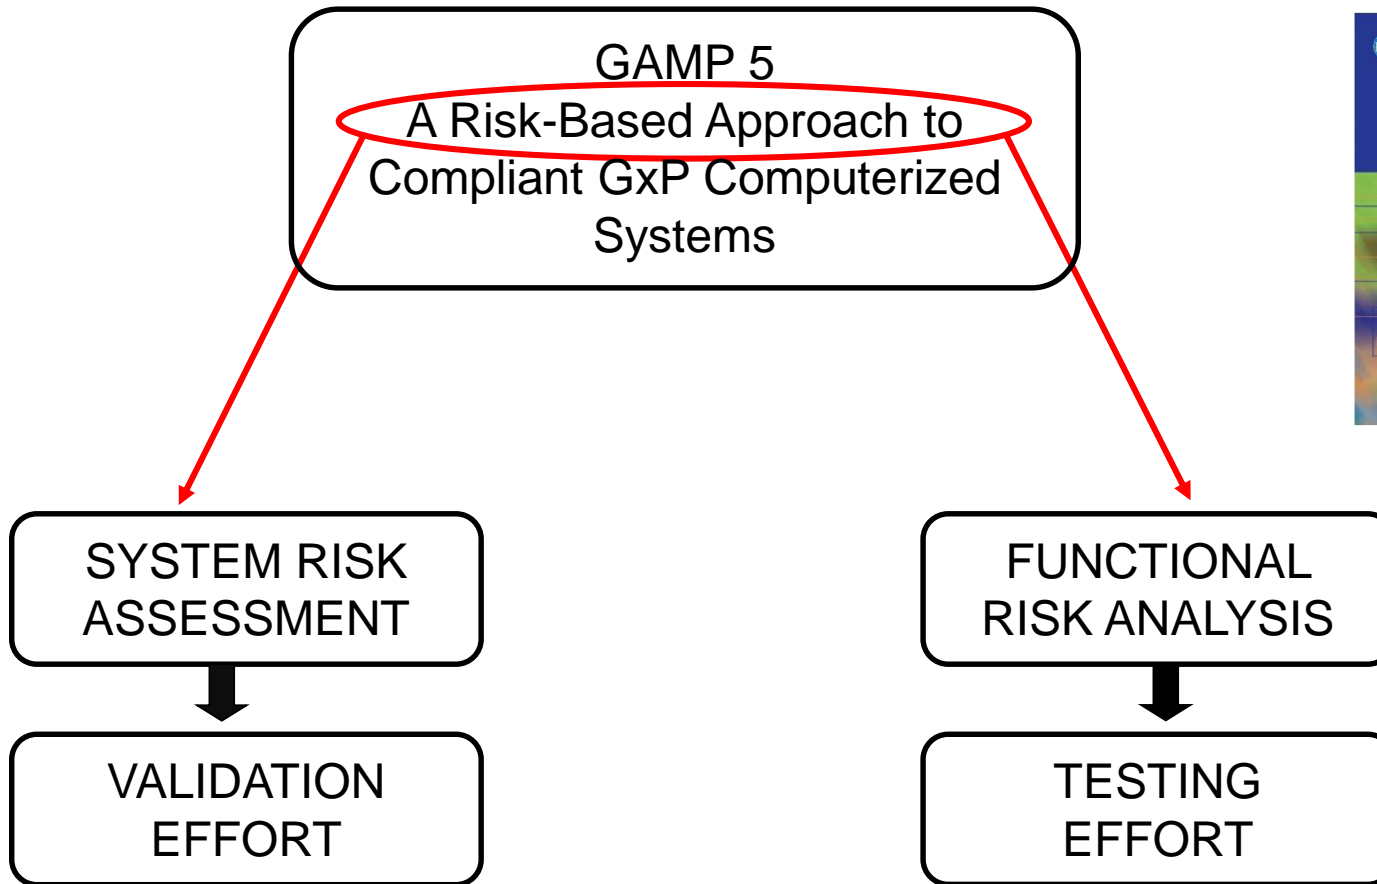 GAMP 5
A Risk-Based Approach to
Compliant GxP Computerized
Systems
SYSTEM RISK
ASSESSMENT
FUNCTIONAL
RISK ANALYSIS
VALIDATION
EFFORT
TESTING
EFFORT